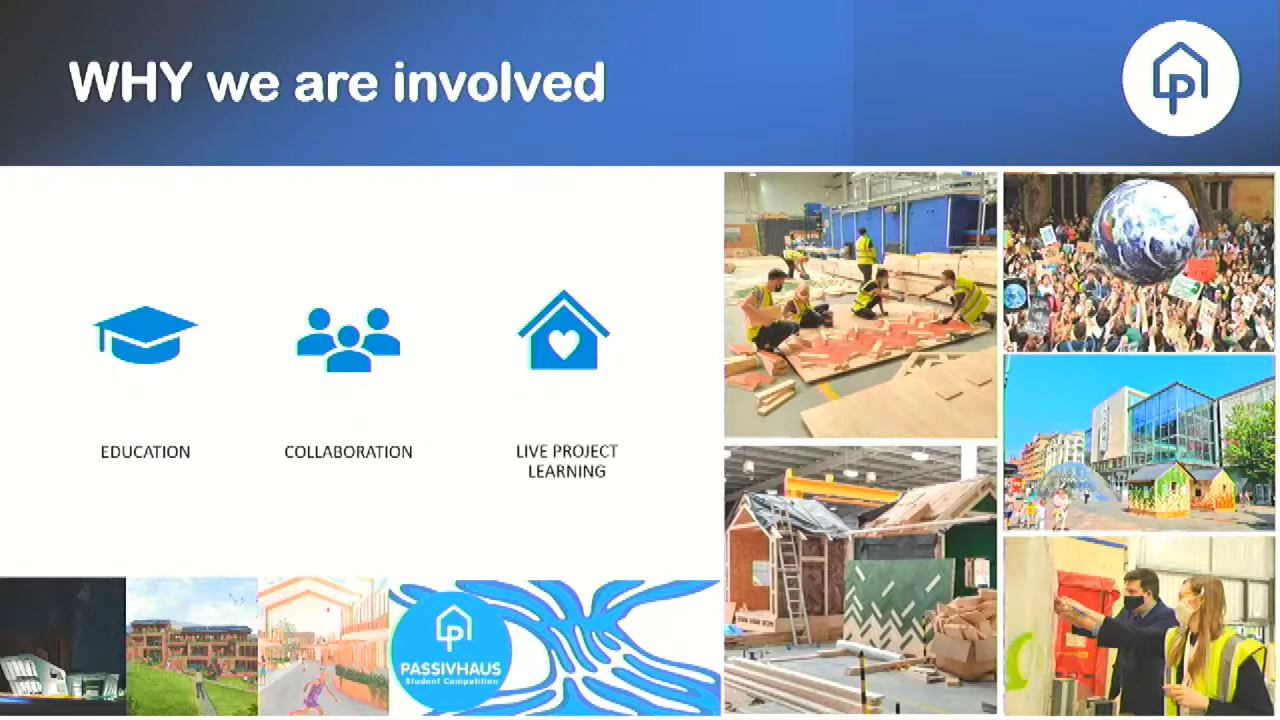 WHY we are involved
EDUCATION
COLLABORATION
LIVE PROJECT
LEARNING
PASSIVHAUS
Student Competition